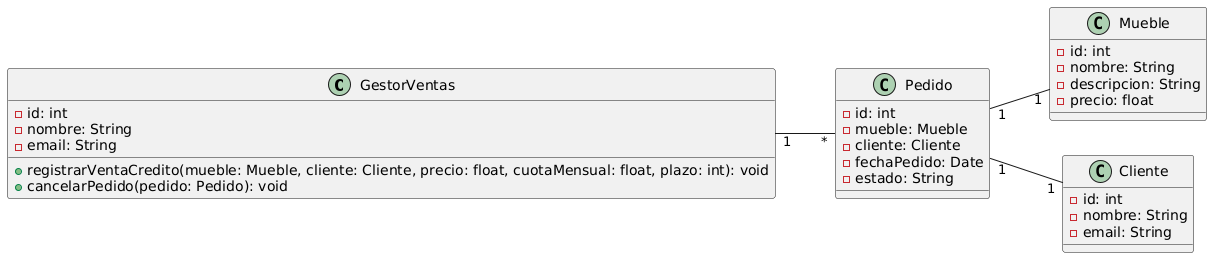 C GestorVentas
id: int
nombre: String
email: String
registrarVentaCredito(mueble: Mueble, cliente: Cliente, precio: float, cuotaMensual: float, plazo: int): void
cancelarPedido(pedido: Pedido): void
1
*
C Pedido
id: int
mueble: Mueble
cliente: Cliente
fechaPedido: Date
estado: String
1
1
C Mueble
id: int
nombre: String
descripcion: String
precio: float
1
1
C Cliente
id: int
nombre: String
email: String